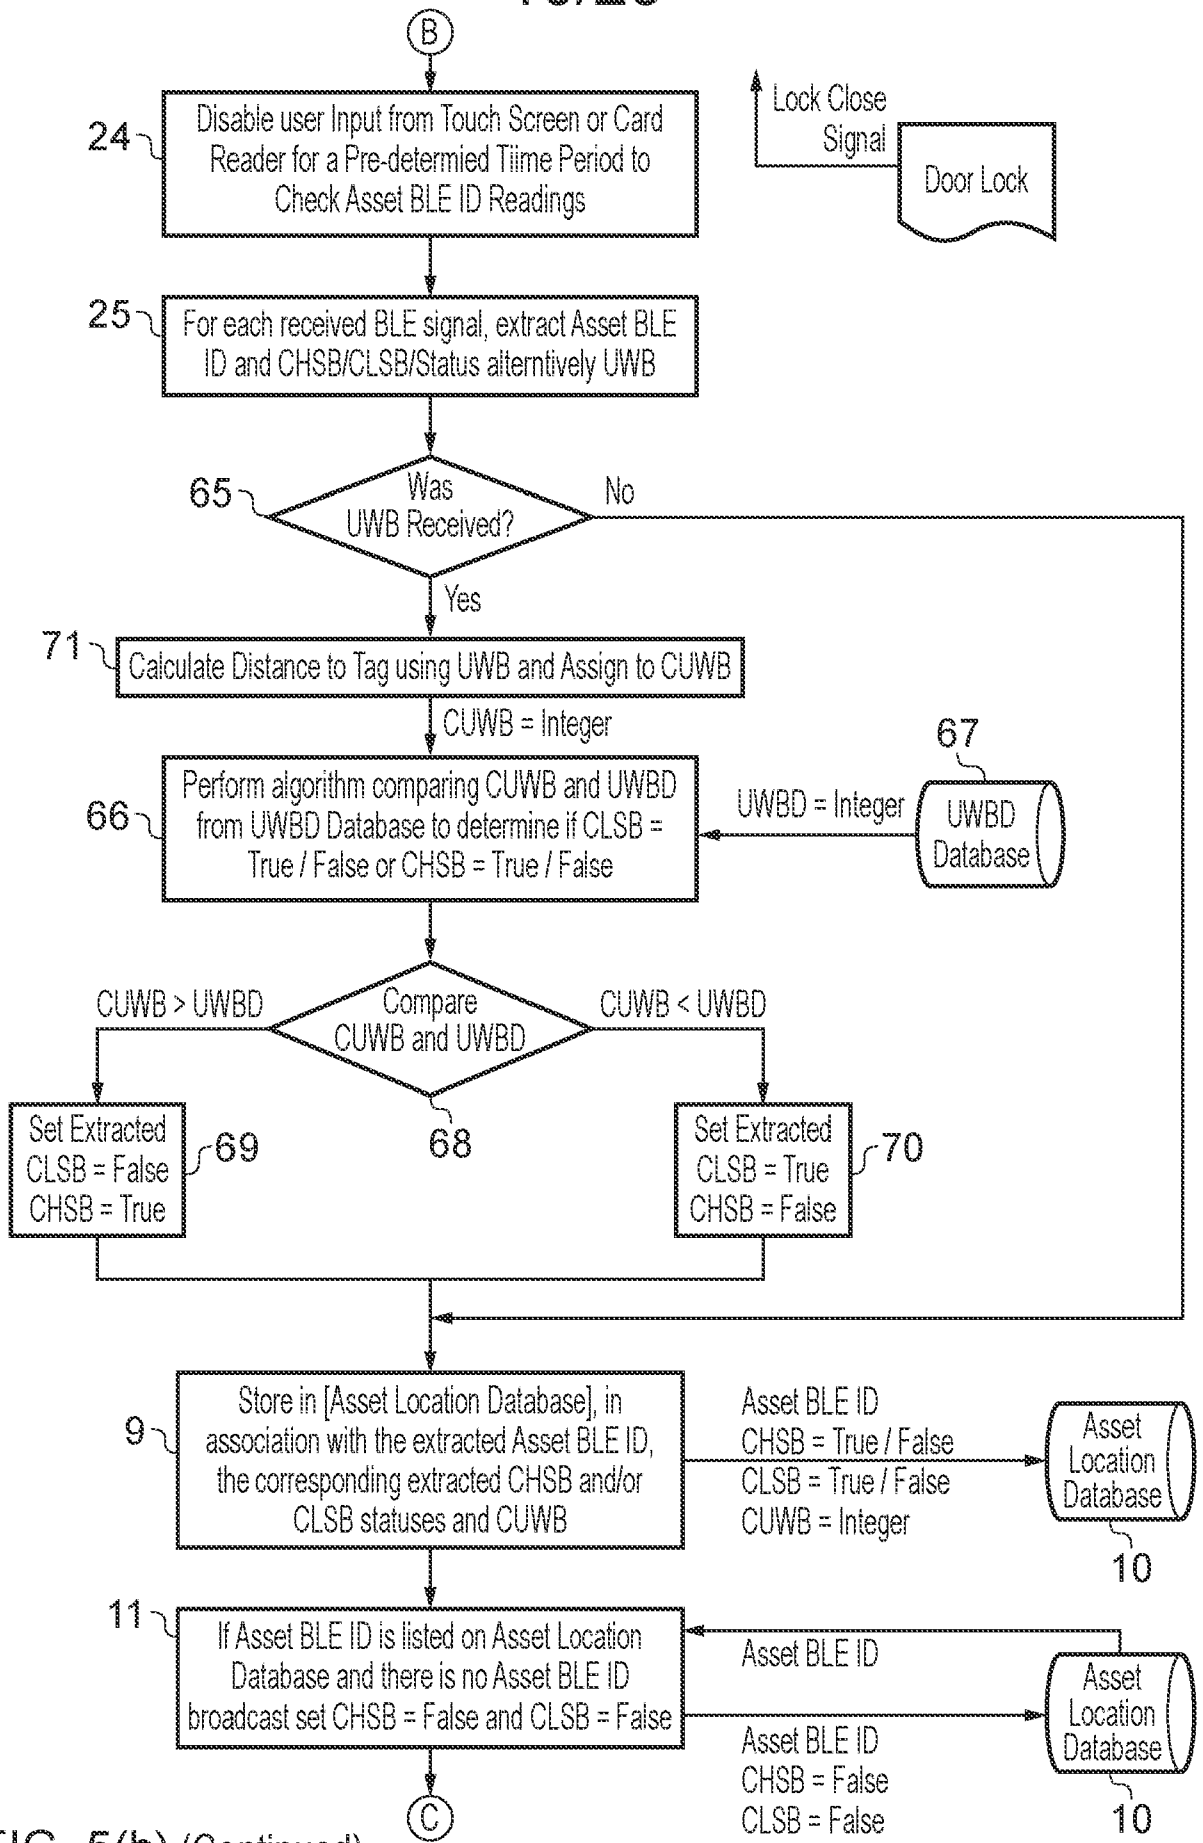 B
24
Disable user Input from Touch Screen or Card
Reader for a Pre-determied Tiime Period to
Check Asset BLE ID Readings
Lock Close
Signal
Door Lock
25
For each received BLE signal, extract Asset BLE
ID and CHSB/CLSB/Status alterntively UWB
65
Was
UWB Received?
No
Yes
71
Calculate Distance to Tag using UWB and Assign to CUWB
CUWB = Integer
66
Perform algorithm comparing CUWB and UWBD
from UWBD Database to determine if CLSB =
True / False or CHSB = True / False
UWBD = Integer
67
UWBD
Database
CUWB > UWBD
Compare
CUWB and UWBD
CUWB < UWBD
68
Set Extracted
CLSB = False
CHSB = True
69
Set Extracted
CLSB = True
CHSB = False
70
9
Store in [Asset Location Database], in
association with the extracted Asset BLE ID,
the corresponding extracted CHSB and/or
CLSB statuses and CUWB
Asset BLE ID
CHSB = True / False
CLSB = True / False
CUWB = Integer
Asset
Location
Database
10
11
If Asset BLE ID is listed on Asset Location
Database and there is no Asset BLE ID
broadcast set CHSB = False and CLSB = False
Asset BLE ID
Asset BLE ID
CHSB = False
CLSB = False
Asset
Location
Database
10
C
FIG. 5(b) (Continued)